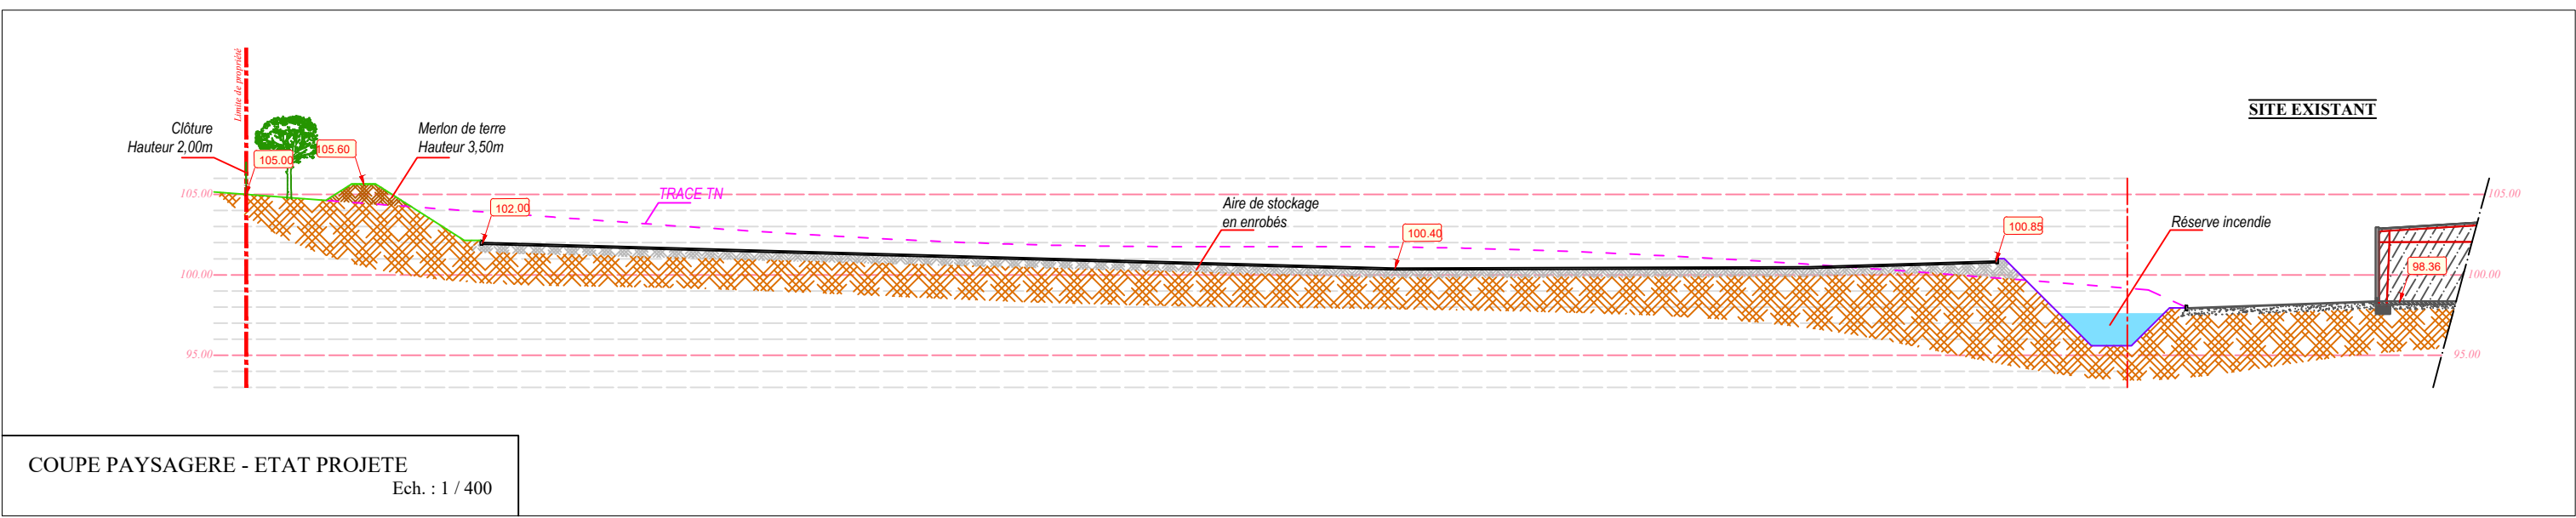 Limite de propriété
SITE EXISTANT
Clôture
Hauteur 2,00m
Merlon de terre
Hauteur 3,50m
105.60
105.00
105.00
TRACE TN
105.00
102.00
Aire de stockage
en enrobés
100.40
100.85
Réserve incendie
98.36
100.00
100.00
95.00
95.00
COUPE PAYSAGERE - ETAT PROJETE
Ech. : 1 / 400